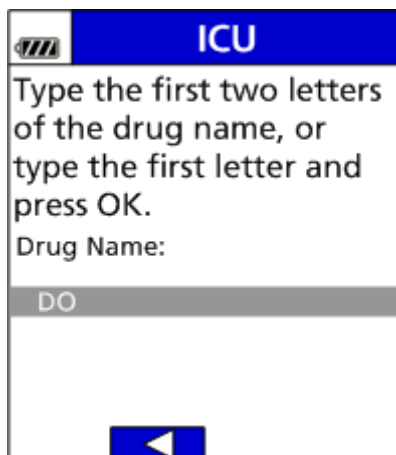 ICU
Type the first two letters
of the drug name, or
type the first letter and
press OK.
Drug Name:
DO